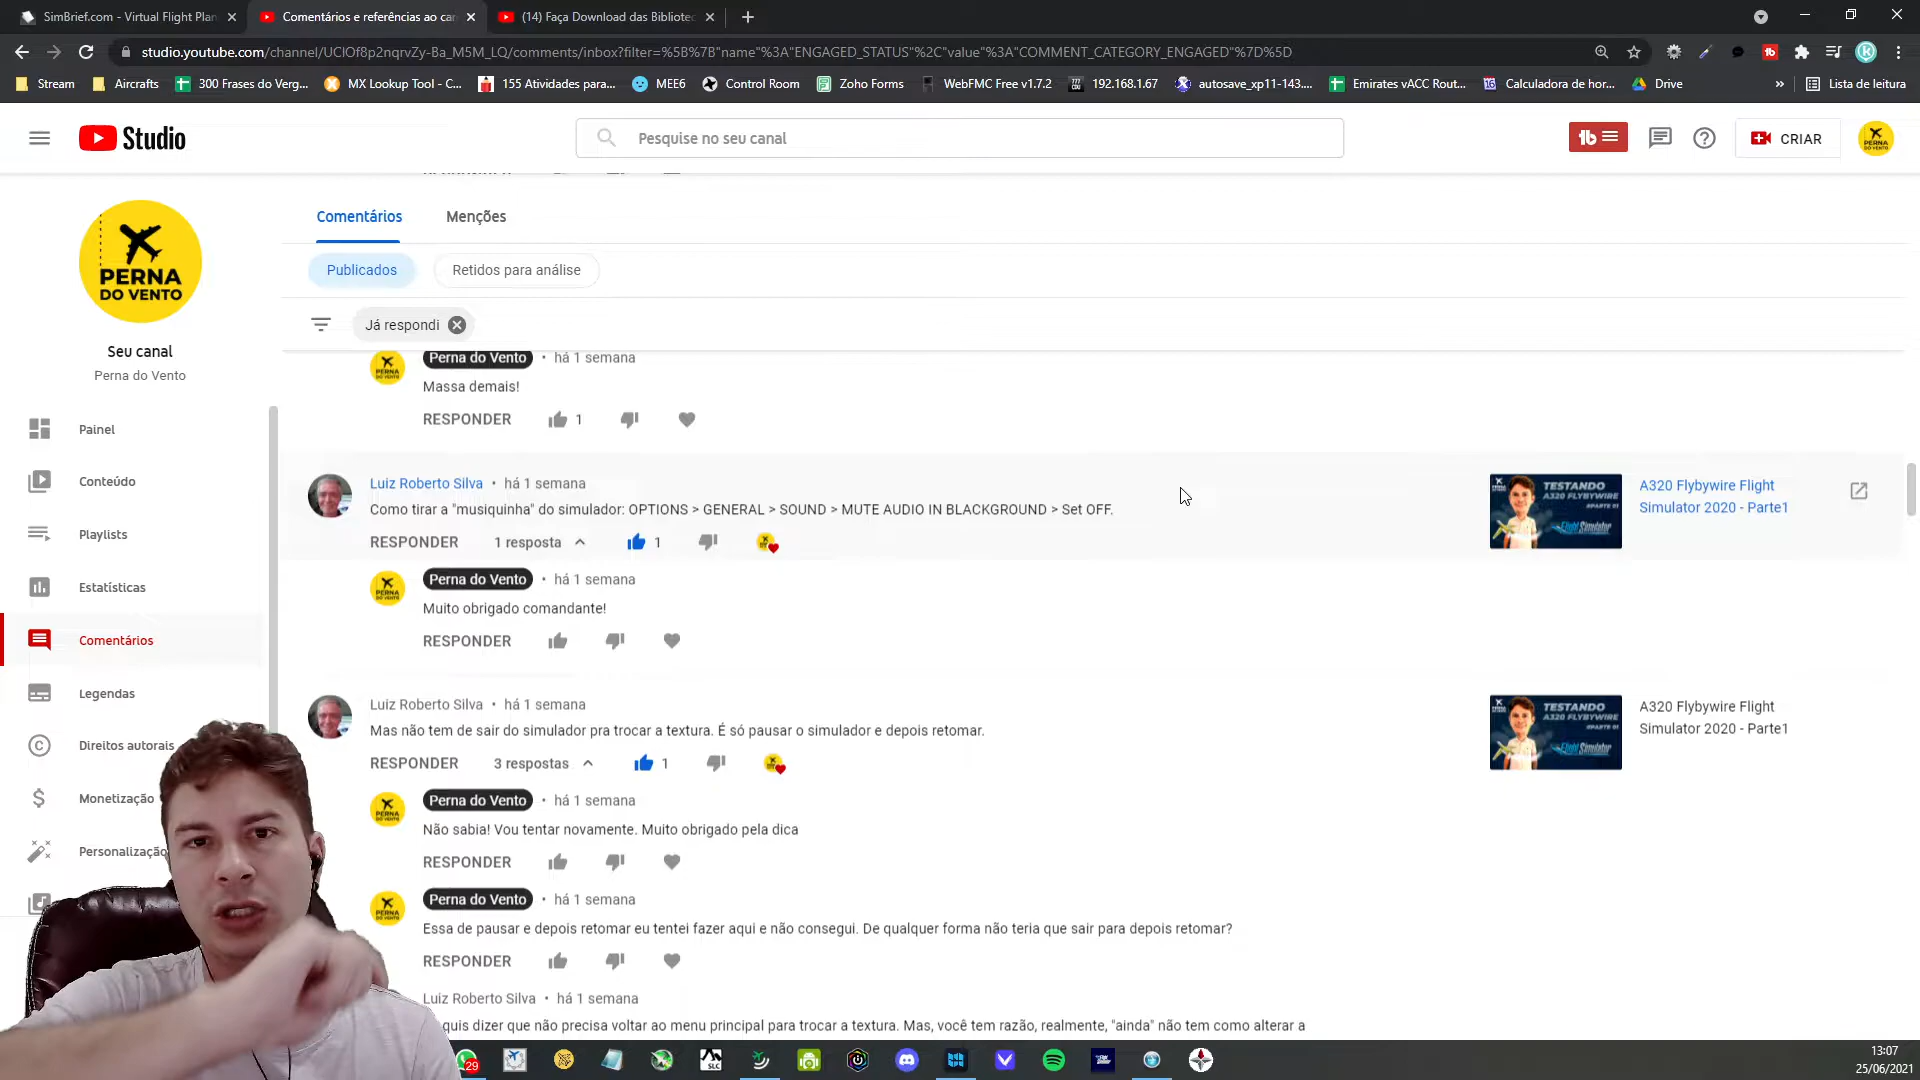 SimBrief.com - Virtual Flight Plan
Comentários e referências ao can
(14) Faça Download das Bibliotec
studio.youtube.com/channel/UClOf8p2nqrvZy-Ba_M5M_LQ/comments/inbox?filter=%5B%7B"name"%3A"ENGAGED_STATUS"%2C"value"%3A"COMMENT_CATEGORY_ENGAGED"%7D%5D
Stream
Aircrafts
300 Frases do Verg...
MX Lookup Tool - C...
155 Atividades para...
MEE6
Control Room
Zoho Forms
WebFMC Free v1.7.2
192.168.1.67
autosave_xp11-143....
Emirates vACC Rout...
Calculadora de hor...
Drive
»
Lista de leitura
Studio
Pesquise no seu canal
CRIAR
PERNA
DO VENTO
Seu canal
Perna do Vento
Painel
Conteúdo
Playlists
Estatísticas
Comentários
Legendas
Direitos autorais
Monetização
Personalização
Comentários
Menções
Publicados
Retidos para análise
Já respondi
Perna do Vento • há 1 semana
Massa demais!
RESPONDER 1
Luiz Roberto Silva • há 1 semana
Como tirar a "musiquinha" do simulador: OPTIONS > GENERAL > SOUND > MUTE AUDIO IN BLACKGROUND > Set OFF.
RESPONDER 1 resposta 1
TESTANDO
A320 FLYBYWIRE
A320 Flybywire Flight
Simulator 2020 - Parte1
Perna do Vento • há 1 semana
Muito obrigado comandante!
RESPONDER
Luiz Roberto Silva • há 1 semana
Mas não tem de sair do simulador pra trocar a textura. É só pausar o simulador e depois retomar.
RESPONDER 3 respostas 1
TESTANDO
A320 FLYBYWIRE
A320 Flybywire Flight
Simulator 2020 - Parte1
Perna do Vento • há 1 semana
Não sabia! Vou tentar novamente. Muito obrigado pela dica
RESPONDER
Perna do Vento • há 1 semana
Essa de pausar e depois retomar eu tentei fazer aqui e não consegui. De qualquer forma não teria que sair para depois retomar?
RESPONDER
Luiz Roberto Silva • há 1 semana
quis dizer que não precisa voltar ao menu principal para trocar a textura. Mas, você tem razão, realmente, "ainda" não tem como alterar a
29
SLC
13:07
25/06/2021